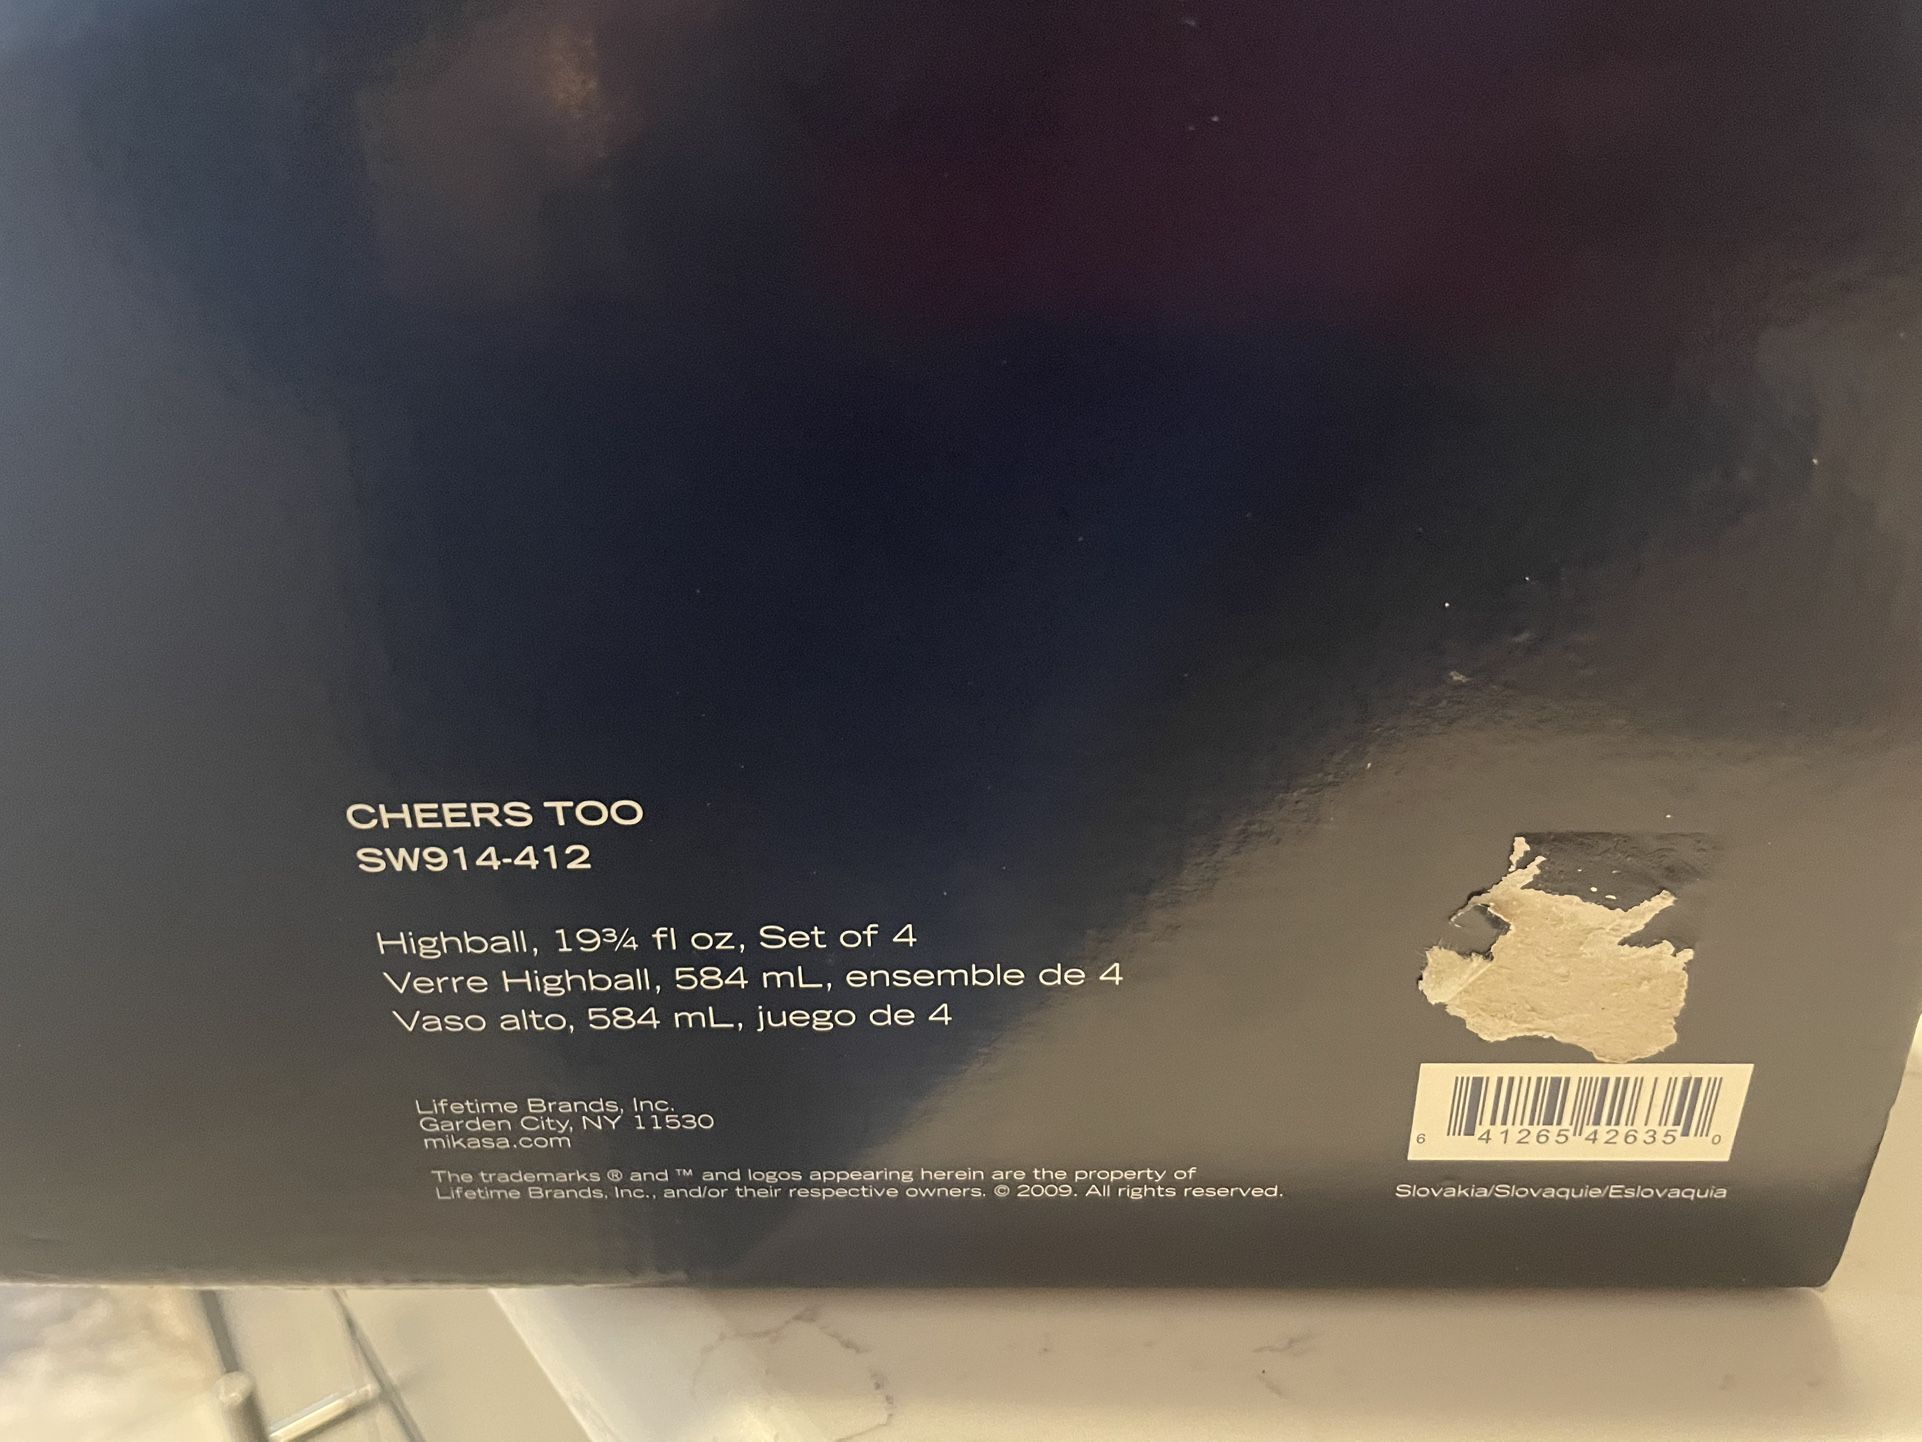 CHEERS TOO
SW914-412
Highball, 19¾ fl oz, Set of 4
Verre Highball, 584 mL, ensemble de 4
Vaso alto, 584 mL, juego de 4
Lifetime Brands, Inc.
Garden City, NY 11530
mikasa.com
The trademarks ® and ™ and logos appearing herein are the property of
Lifetime Brands, Inc., and/or their respective owners. © 2009. All rights reserved.
6 41265 42635 0
Slovakia/Slovaquie/Eslovaquia